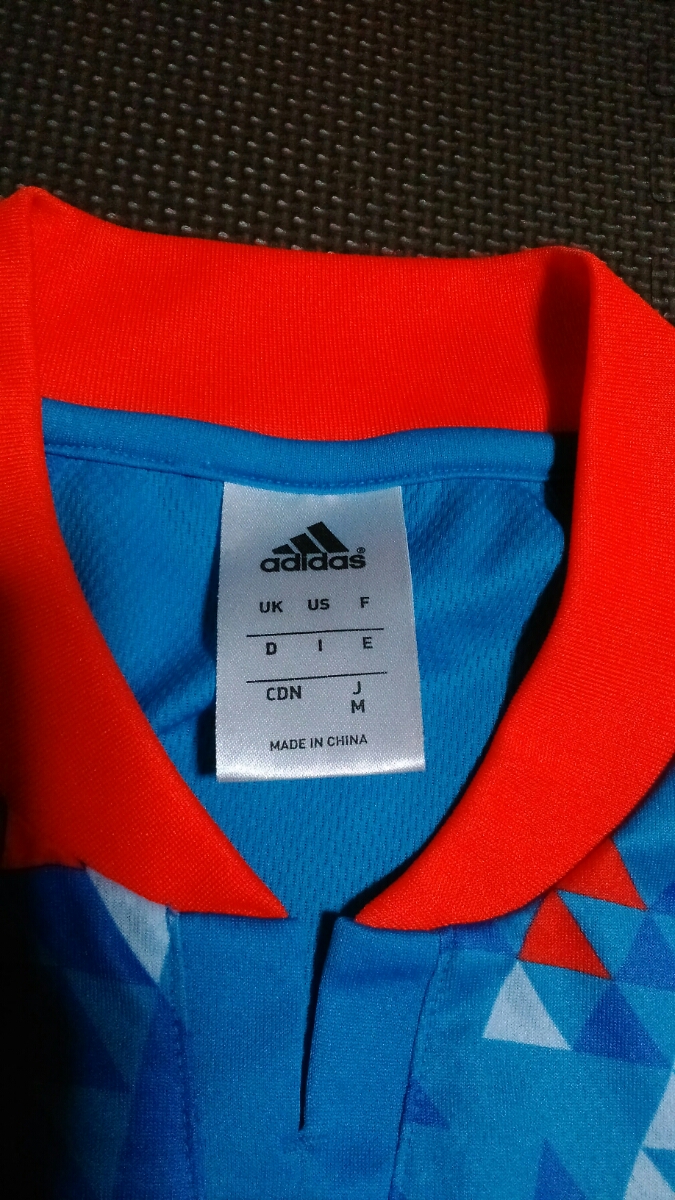 adidas®
UK US F
D I E
CDN J
M
MADE IN CHINA